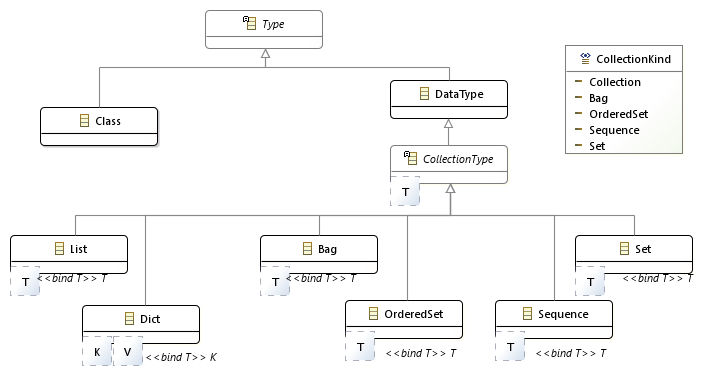 Type
CollectionKind
Collection
Bag
OrderedSet
Sequence
Set
Class
DataType
CollectionType
T
List
T
<<bind T>> T
Bag
T
<<bind T>> T
Set
T
<<bind T>> T
Dict
K V
<<bind T>> K
OrderedSet
T
<<bind T>> T
Sequence
T
<<bind T>> T